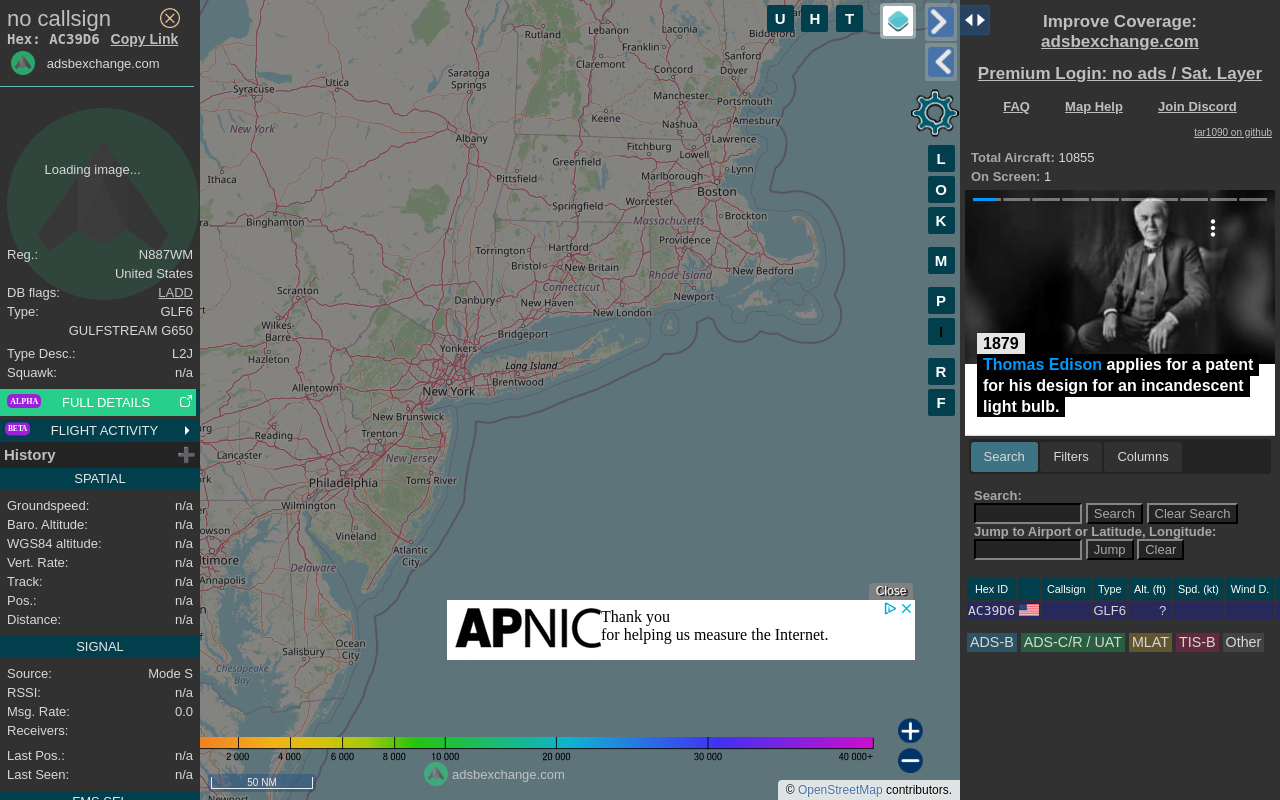 no callsign
Hex: AC39D6 Copy Link
adsbexchange.com
Loading image...
Reg.: N887WM
United States
DB flags: LADD
Type: GLF6
GULFSTREAM G650
Type Desc.: L2J
Squawk: n/a
ALPHA FULL DETAILS
BETA FLIGHT ACTIVITY
History
SPATIAL
Groundspeed: n/a
Baro. Altitude: n/a
WGS84 altitude: n/a
Vert. Rate: n/a
Track: n/a
Pos.: n/a
Distance: n/a
SIGNAL
Source: Mode S
RSSI: n/a
Msg. Rate: 0.0
Receivers:
Last Pos.: n/a
Last Seen: n/a
FMS SEL
U H T
L
O
K
M
P
I
R
F
Rutland
Lebanon
Laconia
Biddeford
Franklin
Claremont
Concord
Sanford
Dover
Saratoga
Springs
Utica
Syracuse
Manchester
Portsmouth
Keene
Nashua
Amesbury
New York
Albany
Lawrence
Fitchburg
Lowell
Greenfield
Lynn
Ithaca
Pittsfield
Marlborough
Boston
Worcester
Springfield
Massachusetts
Brockton
Binghamton
Providence
Torrington
Hartford
Bristol
New Britain
New Bedford
Rhode Island
Connecticut
Newport
Scranton
Danbury
New Haven
New London
Wilkes-
Barre
Bridgeport
Yonkers
Hazleton
Long Island
Brentwood
Allentown
New York
New Brunswick
Reading
Trenton
Lancaster
New Jersey
Philadelphia
Toms River
Wilmington
Vineland
Atlantic
City
Delaware
Annapolis
Salisbury
Ocean
City
Chesapeake
Bay
Close
APNIC
Thank you
for helping us measure the Internet.
2 000 4 000 6 000 8 000 10 000 20 000 30 000 40 000+
50 NM
adsbexchange.com
© OpenStreetMap contributors.
Improve Coverage:
adsbexchange.com
Premium Login: no ads / Sat. Layer
FAQ Map Help Join Discord
tar1090 on github
Total Aircraft: 10855
On Screen: 1
1879
Thomas Edison applies for a patent
for his design for an incandescent
light bulb.
Search Filters Columns
Search:
Search Clear Search
Jump to Airport or Latitude, Longitude:
Jump Clear
Hex ID Callsign Type Alt. (ft) Spd. (kt) Wind D.
AC39D6 GLF6 ?
ADS-B ADS-C/R / UAT MLAT TIS-B Other